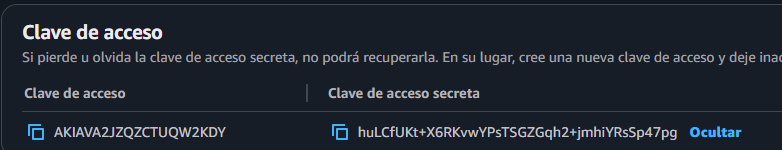 Clave de acceso
Si pierde u olvida la clave de acceso secreta, no podrá recuperarla. En su lugar, cree una nueva clave de acceso y deje
Clave de acceso Clave de acceso secreta
AKIAVA2JZQZCTUQW2KDY huLCfUKt+X6RKvwYPsTSGZGqh2+jmhiYRsSp47pg Ocultar